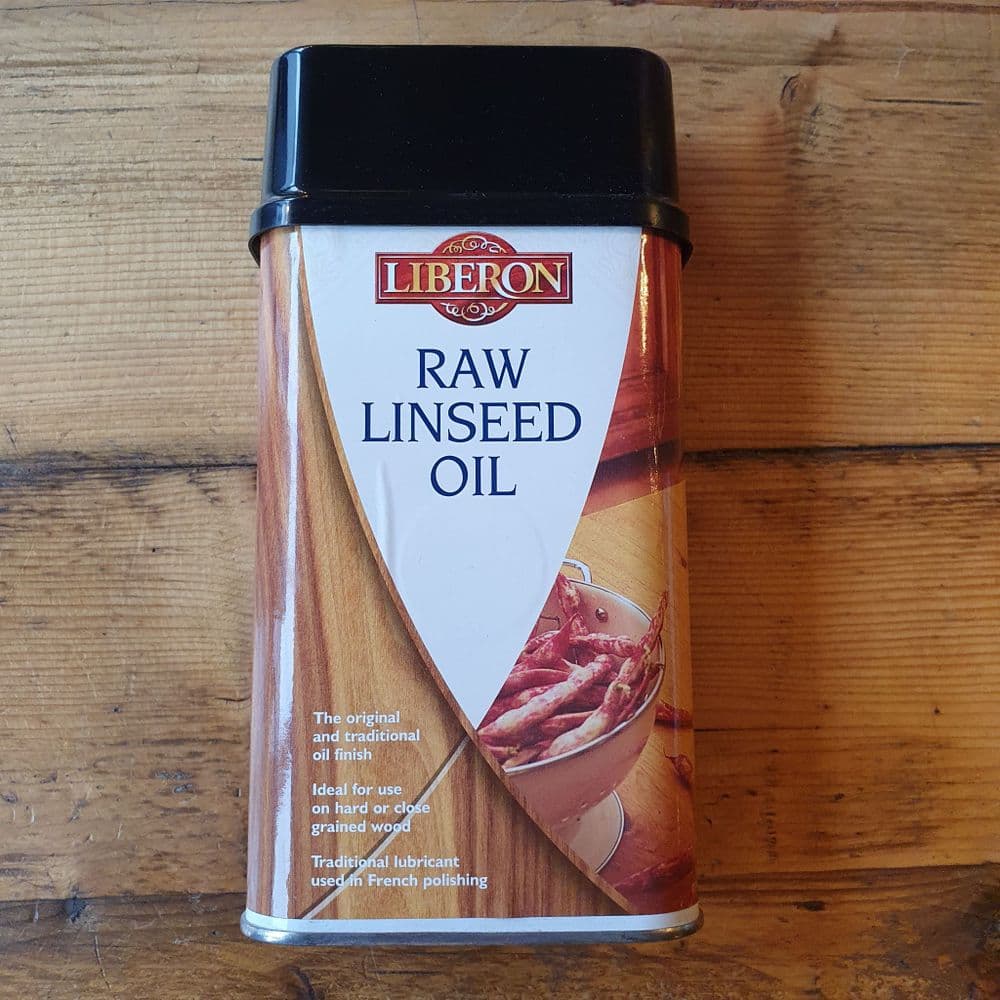 LIBERON
RAW
LINSEED
OIL
The original
and traditional
oil finish
Ideal for use
on hard or close
grained wood
Traditional lubricant
used in French polishing